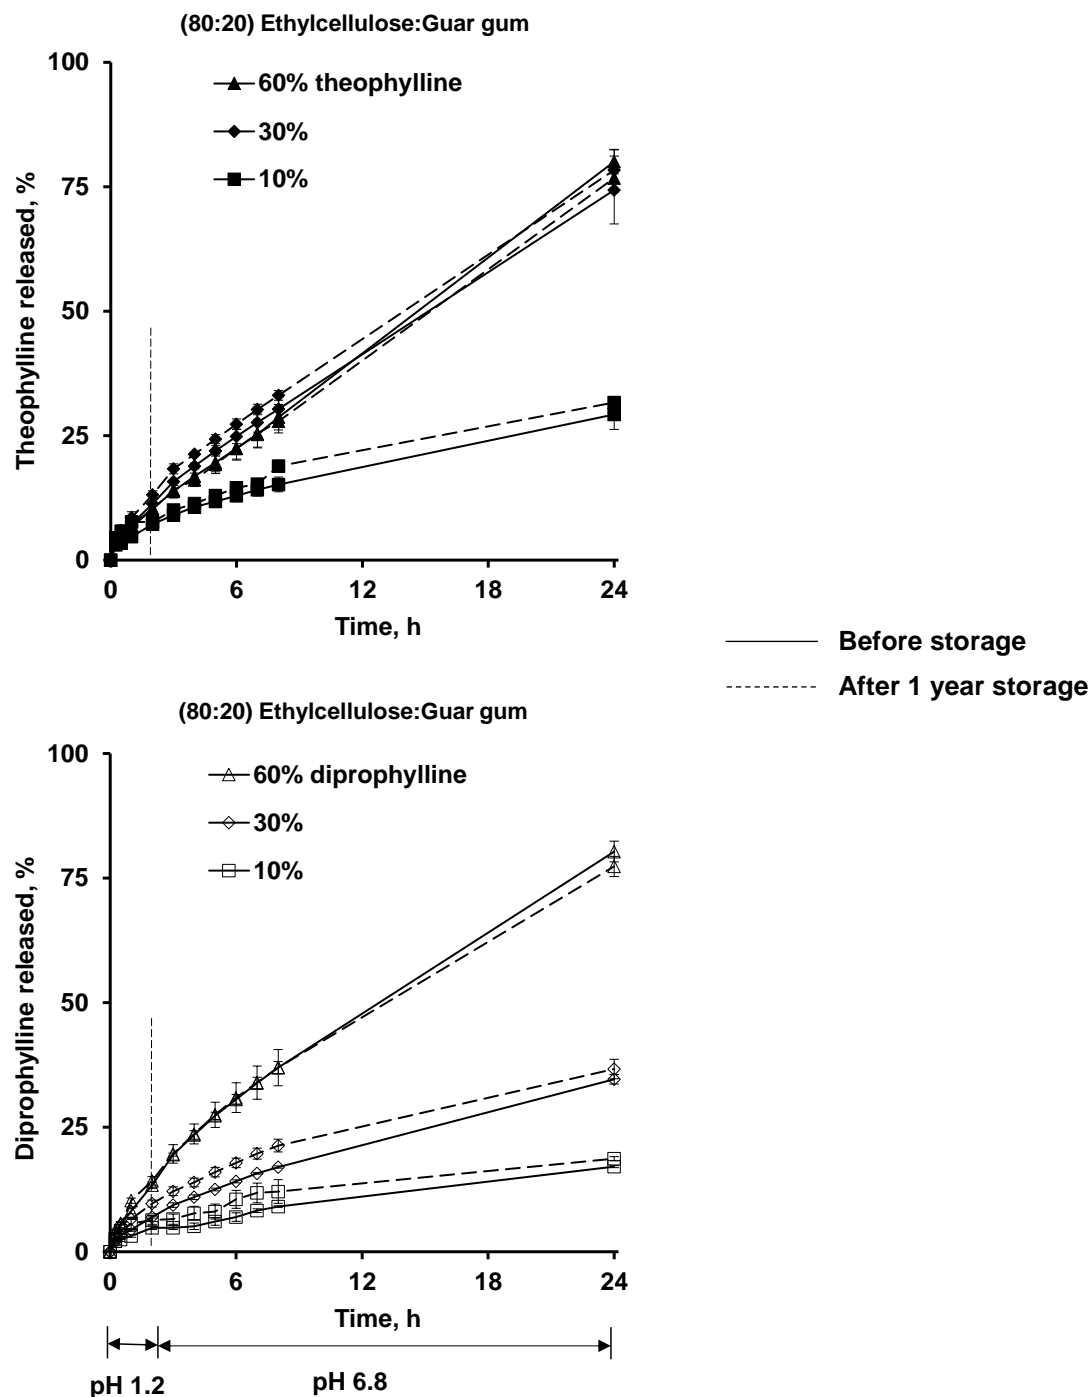 (80:20) Ethylcellulose:Guar gum
100
75
50
25
0
Theophylline released, %
60% theophylline
30%
10%
0 6 12 18 24
Time, h
Before storage
After 1 year storage
(80:20) Ethylcellulose:Guar gum
100
75
50
25
0
Diprophylline released, %
60% diprophylline
30%
10%
0 6 12 18 24
Time, h
pH 1.2 pH 6.8